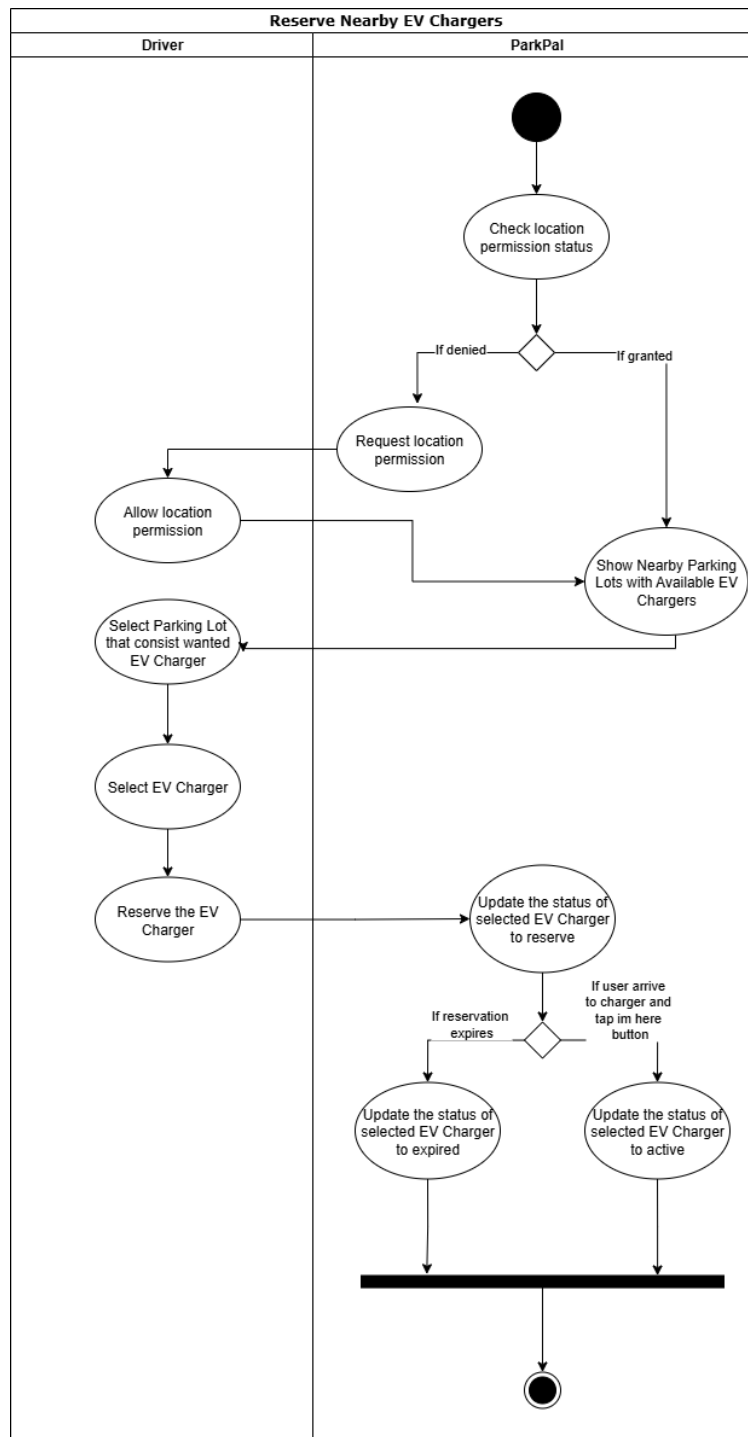 Reserve Nearby EV Chargers
Driver
ParkPal
Check location
permission status
If denied
If granted
Request location
permission
Allow location
permission
Show Nearby Parking
Lots with Available EV
Chargers
Select Parking Lot
that consist wanted
EV Charger
Select EV Charger
Reserve the EV
Charger
Update the status of
selected EV Charger
to reserve
If reservation
expires
If user arrive
to charger and
tap im here
button
Update the status of
selected EV Charger
to expired
Update the status of
selected EV Charger
to active